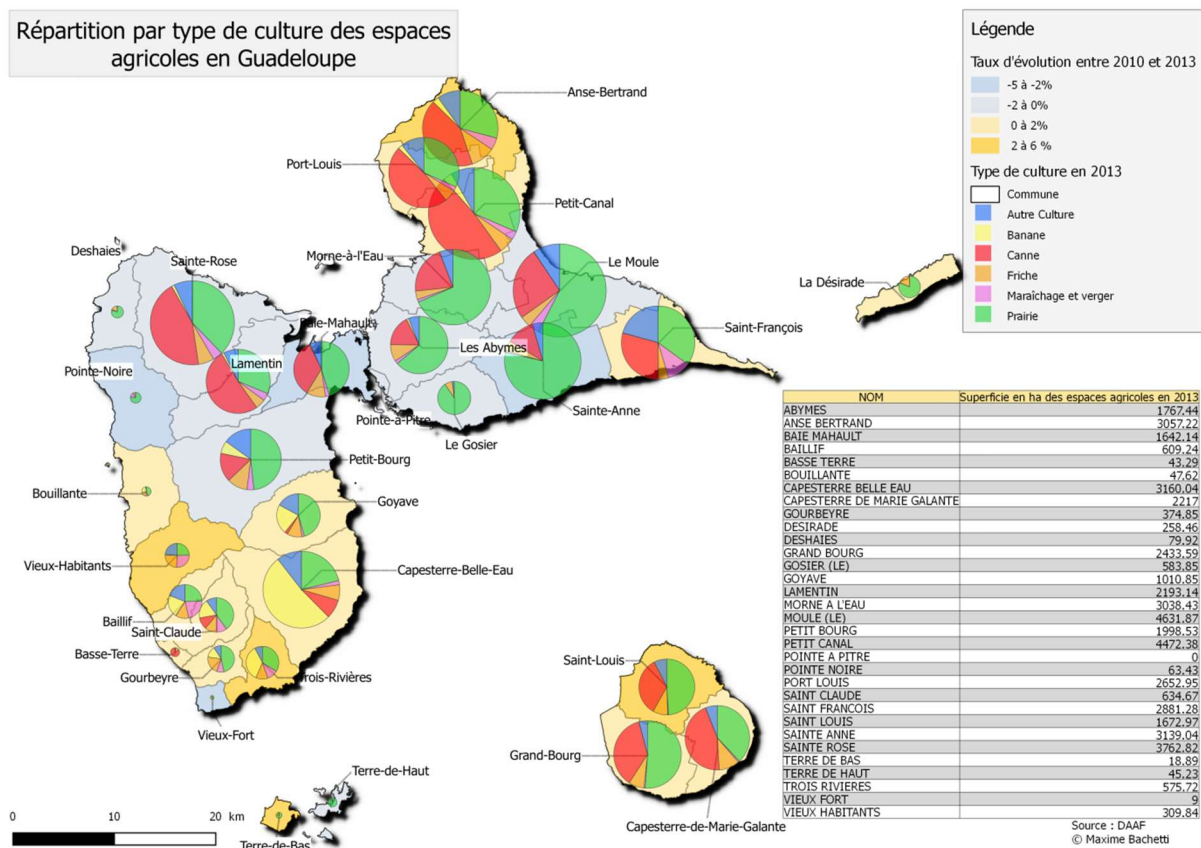 Répartition par type de culture des espaces
agricoles en Guadeloupe
Légende
Taux d'évolution entre 2010 et 2013
-5 à -2%
-2 à 0%
0 à 2%
2 à 6 %
Type de culture en 2013
Commune
Autre Culture
Banane
Canne
Friche
Maraîchage et verger
Prairie
Anse-Bertrand
Port-Louis
Petit-Canal
Deshaies
Sainte-Rose
Morne-à-l'Eau
Le Moule
La Désirade
Baie-Mahault
Saint-François
Les Abymes
Lamentin
Pointe-Noire
Sainte-Anne
Pointe-à-Pitre
Le Gosier
Petit-Bourg
Bouillante
Goyave
Vieux-Habitants
Capesterre-Belle-Eau
Baillif
Saint-Claude
Basse-Terre
Gourbeyre
Trois-Rivières
Vieux-Fort
Saint-Louis
Grand-Bourg
Capesterre-de-Marie-Galante
Terre-de-Haut
Terre-de-Bas
0 10 20 km
NOM Superficie en ha des espaces agricoles en 2013
ABYMES 1767.44
ANSE BERTRAND 3057.22
BAIE MAHAULT 1642.14
BAILLIF 609.24
BASSE TERRE 43.29
BOUILLANTE 47.62
CAPESTERRE BELLE EAU 3160.04
CAPESTERRE DE MARIE GALANTE 2217
GOURBEYRE 374.85
DESIRADE 258.46
DESHAIES 79.92
GRAND BOURG 2433.59
GOSIER (LE) 583.85
GOYAVE 1010.85
LAMENTIN 2193.14
MORNE A L'EAU 3038.43
MOULE (LE) 4631.87
PETIT BOURG 1998.53
PETIT CANAL 4472.38
POINTE A PITRE 0
POINTE NOIRE 63.43
PORT LOUIS 2652.95
SAINT CLAUDE 634.67
SAINT FRANCOIS 2881.28
SAINT LOUIS 1672.97
SAINTE ANNE 3139.04
SAINTE ROSE 3762.82
TERRE DE BAS 18.89
TERRE DE HAUT 45.23
TROIS RIVIERES 575.72
VIEUX FORT 9
VIEUX HABITANTS 309.84
Source : DAAF
© Maxime Bachetti